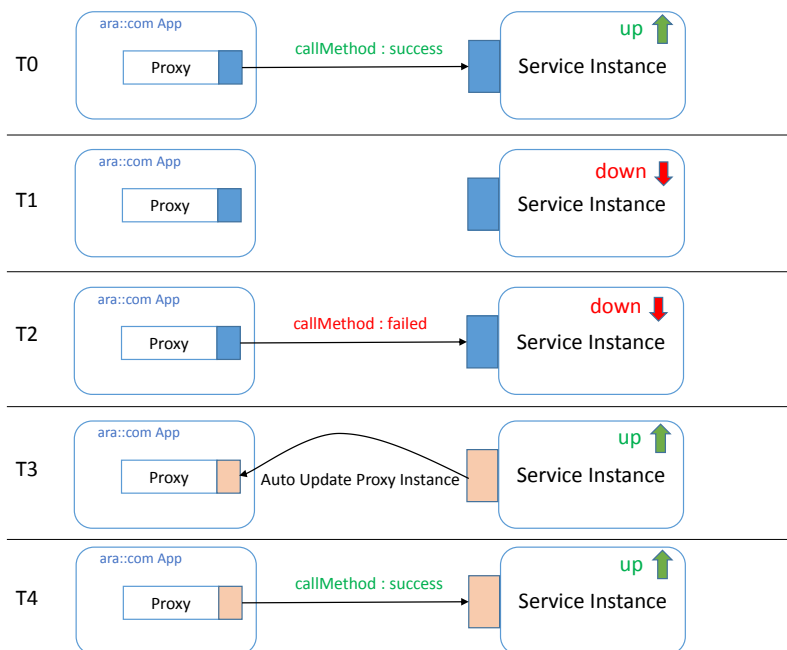 ara::com App
up
T0
Proxy
callMethod : success
Service Instance
ara::com App
down
T1
Proxy
Service Instance
ara::com App
down
T2
Proxy
callMethod : failed
Service Instance
ara::com App
up
T3
Proxy
Auto Update Proxy Instance
Service Instance
ara::com App
up
T4
Proxy
callMethod : success
Service Instance